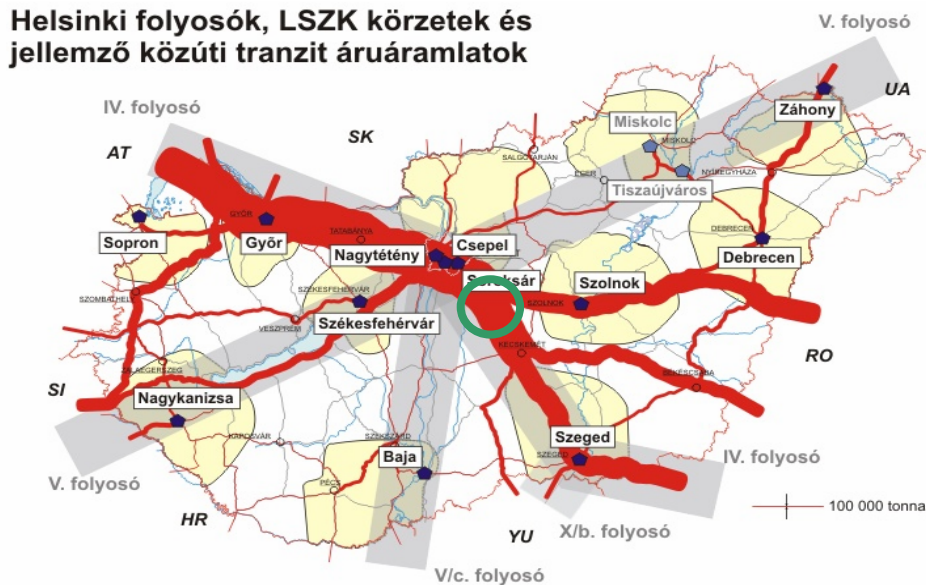 Helsinki folyosók, LSZK körzetek és
jellemző közúti tranzit áruáramlatok
V. folyosó
IV. folyosó
UA
Záhony
SK
AT
Miskolc
MISKOLC
SALGÓTARJÁN
EGER
NYÍREGYHÁZA
Tiszaújváros
GYŐR
Sopron
Győr
TATABÁNYA
Csepel
Nagytétény
DEBRECEN
Debrecen
Soroksár
Szolnok
SZOMBATHELY
SZÉKESFEHÉRVÁR
SZOLNOK
Székesfehérvár
VESZPRÉM
KECSKEMÉT
RO
SI
ZALAEGERSZEG
BÉKÉSCSABA
Nagykanizsa
KAPOSVÁR
SZEKSZÁRD
Szeged
SZEGED
Baja
IV. folyosó
V. folyosó
PÉCS
HR
YU
X/b. folyosó
100 000 tonna
V/c. folyosó